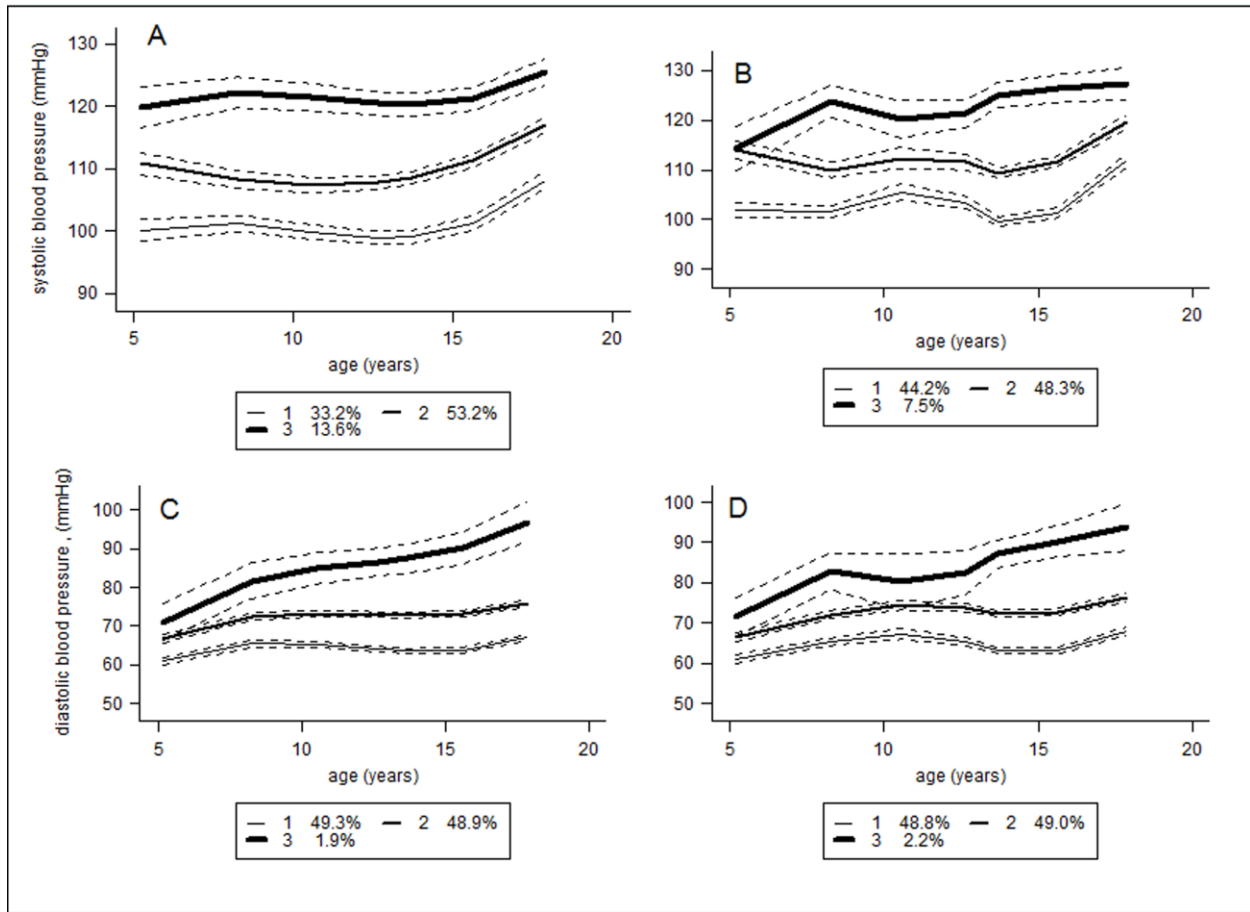 A
systolic blood pressure (mmHg)
130
120
110
100
90
5 10 15 20
age (years)
1 33.2% 2 53.2%
3 13.6%
B
130
120
110
100
90
5 10 15 20
age (years)
1 44.2% 2 48.3%
3 7.5%
C
diastolic blood pressure , (mmHg)
100
90
80
70
60
50
5 10 15 20
age (years)
1 49.3% 2 48.9%
3 1.9%
D
100
90
80
70
60
50
5 10 15 20
age (years)
1 48.8% 2 49.0%
3 2.2%